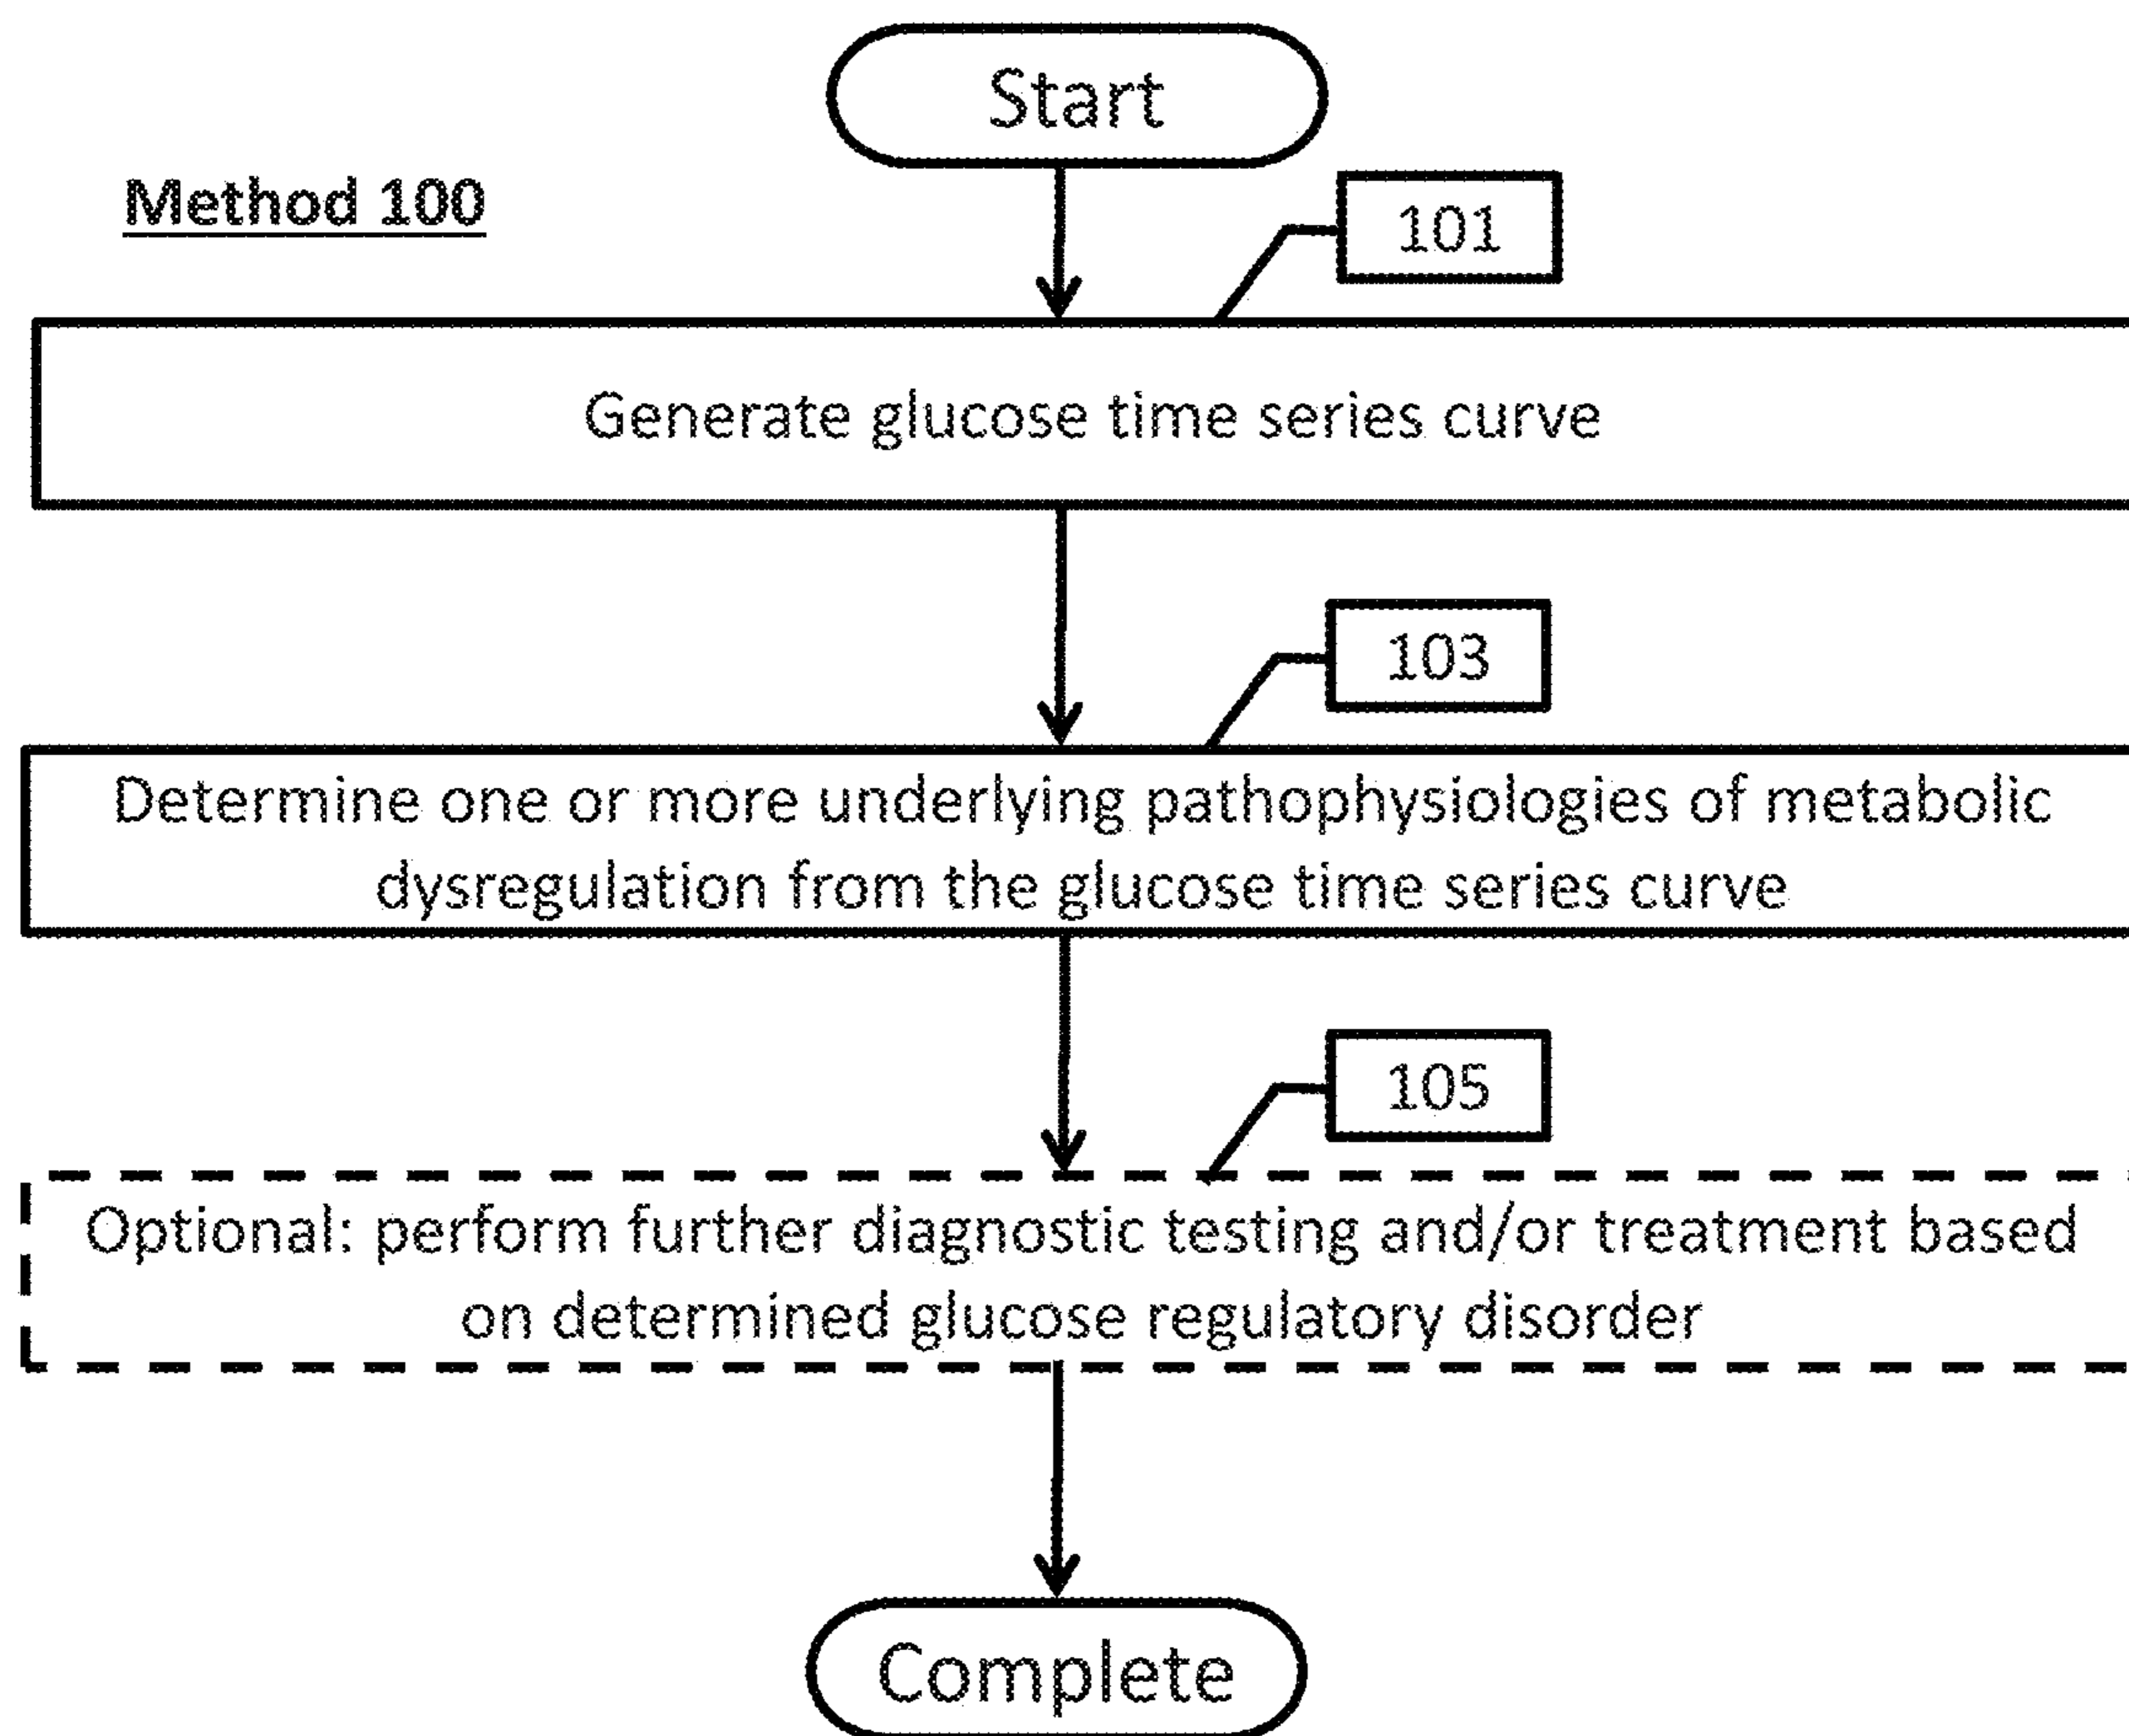 Start
Method 100
101
Generate glucose time series curve
103
Determine one or more underlying pathophysiologies of metabolic
dysregulation from the glucose time series curve
105
Optional: perform further diagnostic testing and/or treatment based
on determined glucose regulatory disorder
Complete